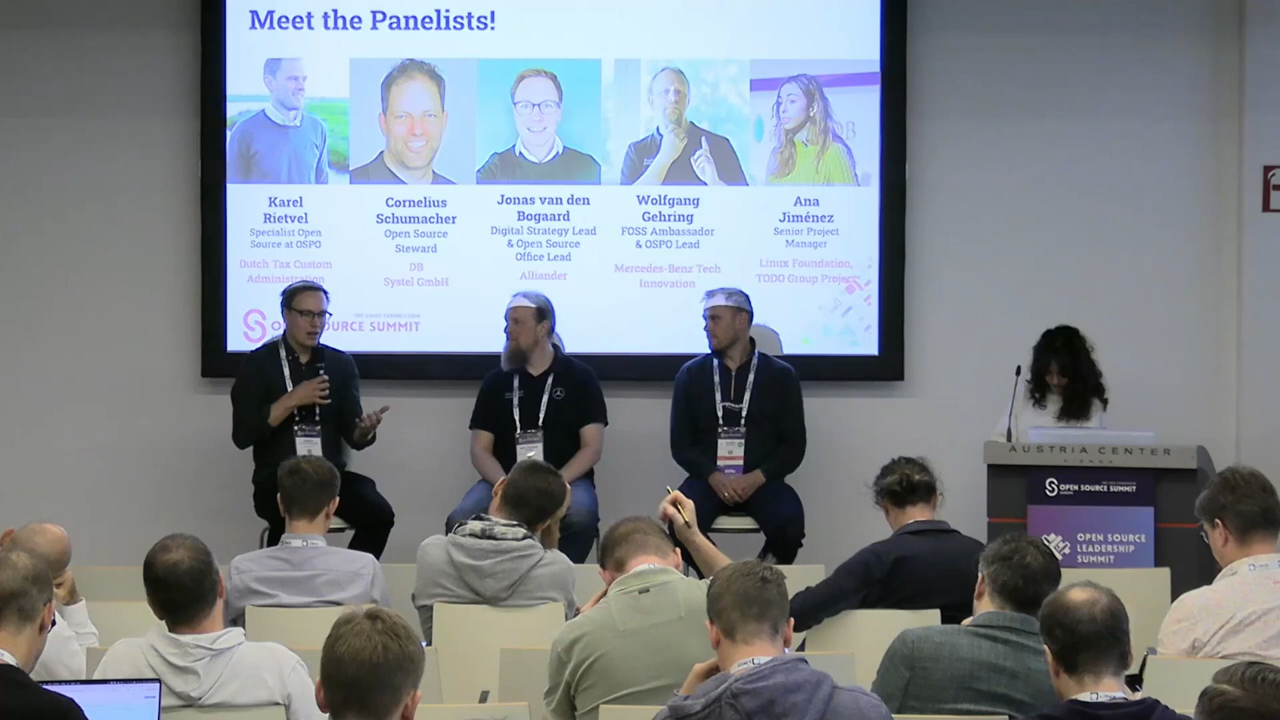 Meet the Panelists!
Karel
Rietvel
Specialist Open
Source at OSPO
Dutch Tax Custom
Administration
Cornelius
Schumacher
Open Source
Steward
DB
Systel GmbH
Jonas van den
Bogaard
Digital Strategy Lead
& Open Source
Office Lead
Alliander
Wolfgang
Gehring
FOSS Ambassador
& OSPO Lead
Mercedes-Benz Tech
Innovation
Ana
Jiménez
Senior Project
Manager
Linux Foundation,
TODO Group Project
SOURCE SUMMIT
AUSTRIA CENTER
VIENNA
OPEN SOURCE SUMMIT
OPEN SOURCE
LEADERSHIP
SUMMIT